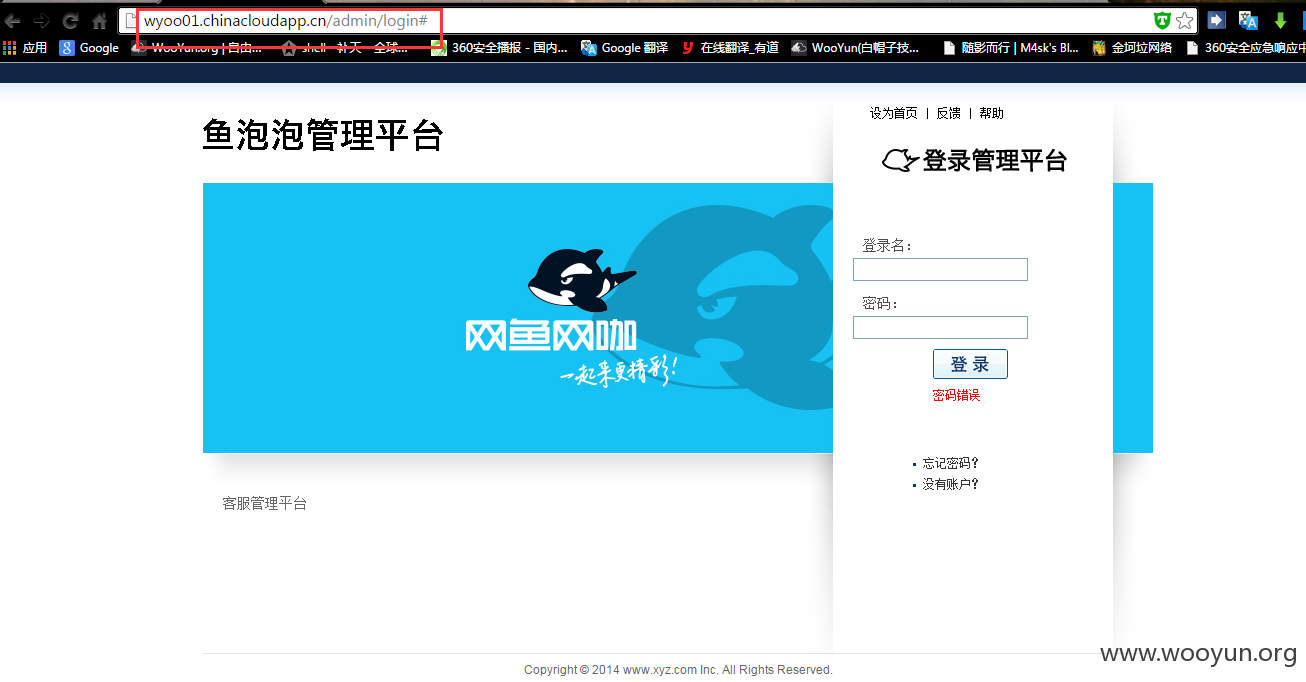 wyoo01.chinacloudapp.cn/admin/login#
应用 Google WooYun.org | 自由... shell 补天 - 全球... 360安全播报 - 国内... Google 翻译 在线翻译_有道 WooYun(白帽子技... 随影而行 | M4sk's Bl... 金坷垃网络 360安全应急响应中
设为首页 | 反馈 | 帮助
鱼泡泡管理平台
登录管理平台
登录名:
密码:
登 录
密码错误
网鱼网咖
一起来更精彩!
忘记密码?
没有账户?
客服管理平台
www.wooyun.org
Copyright © 2014 www.xyz.com Inc. All Rights Reserved.